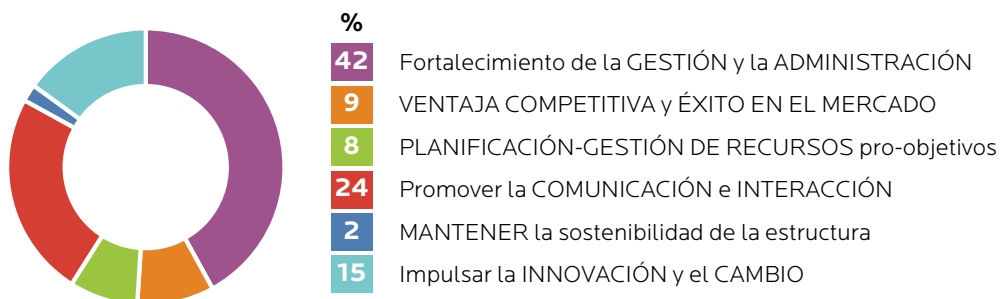 %
42 Fortalecimiento de la GESTIÓN y la ADMINISTRACIÓN
9 VENTAJA COMPETITIVA y ÉXITO EN EL MERCADO
8 PLANIFICACIÓN-GESTIÓN DE RECURSOS pro-objetivos
24 Promover la COMUNICACIÓN e INTERACCIÓN
2 MANTENER la sostenibilidad de la estructura
15 Impulsar la INNOVACIÓN y el CAMBIO